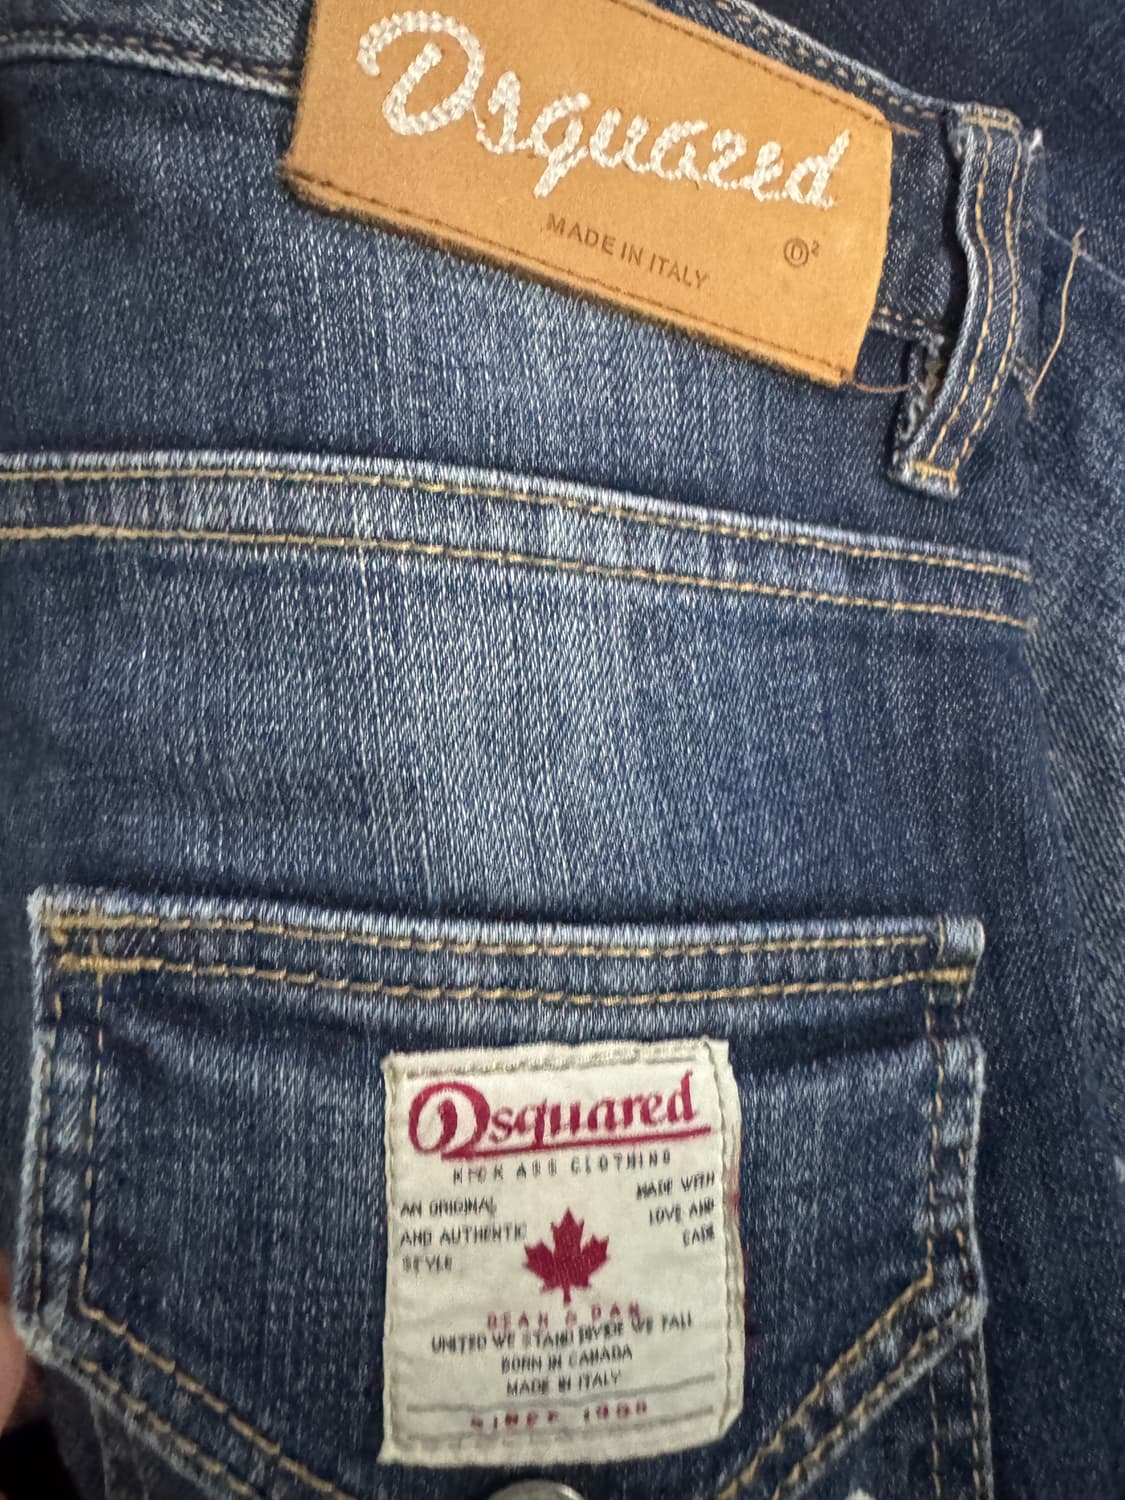 Dsquared
MADE IN ITALY
D²
Dsquared
KICK ASS CLOTHING
AN ORIGINAL
AND AUTHENTIC
STYLE
MADE WITH
LOVE AND
CARE
DEAN & DAN
UNITED WE STAND DIVIDE WE FALL
BORN IN CANADA
MADE IN ITALY
SINCE